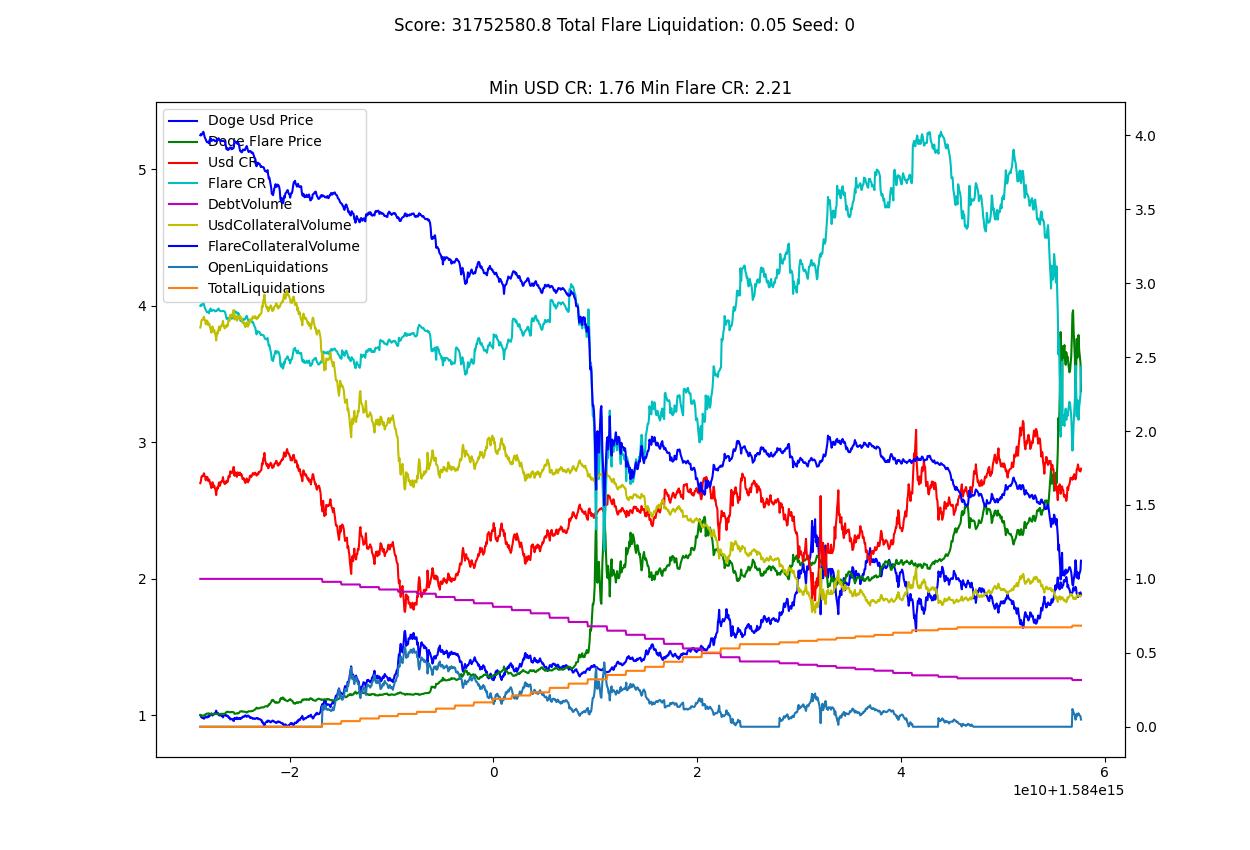 Score: 31752580.8 Total Flare Liquidation: 0.05 Seed: 0
Min USD CR: 1.76 Min Flare CR: 2.21
Doge Usd Price
Doge Flare Price
Usd CR
Flare CR
DebtVolume
UsdCollateralVolume
FlareCollateralVolume
OpenLiquidations
TotalLiquidations
5
4
3
2
1
4.0
3.5
3.0
2.5
2.0
1.5
1.0
0.5
0.0
−2
0
2
4
6
1e10+1.584e15